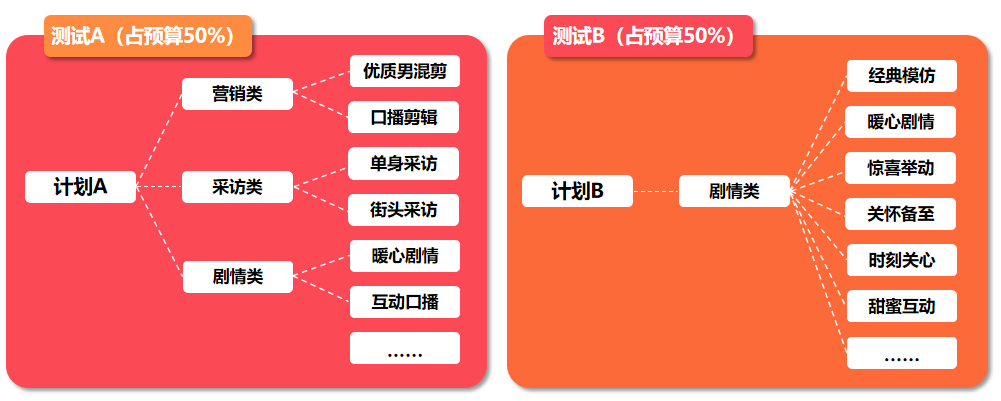 测试A（占预算50%）
计划A
营销类
优质男混剪
口播剪辑
采访类
单身采访
街头采访
剧情类
暖心剧情
互动口播
……
测试B（占预算50%）
计划B
剧情类
经典模仿
暖心剧情
惊喜举动
关怀备至
时刻关心
甜蜜互动
……